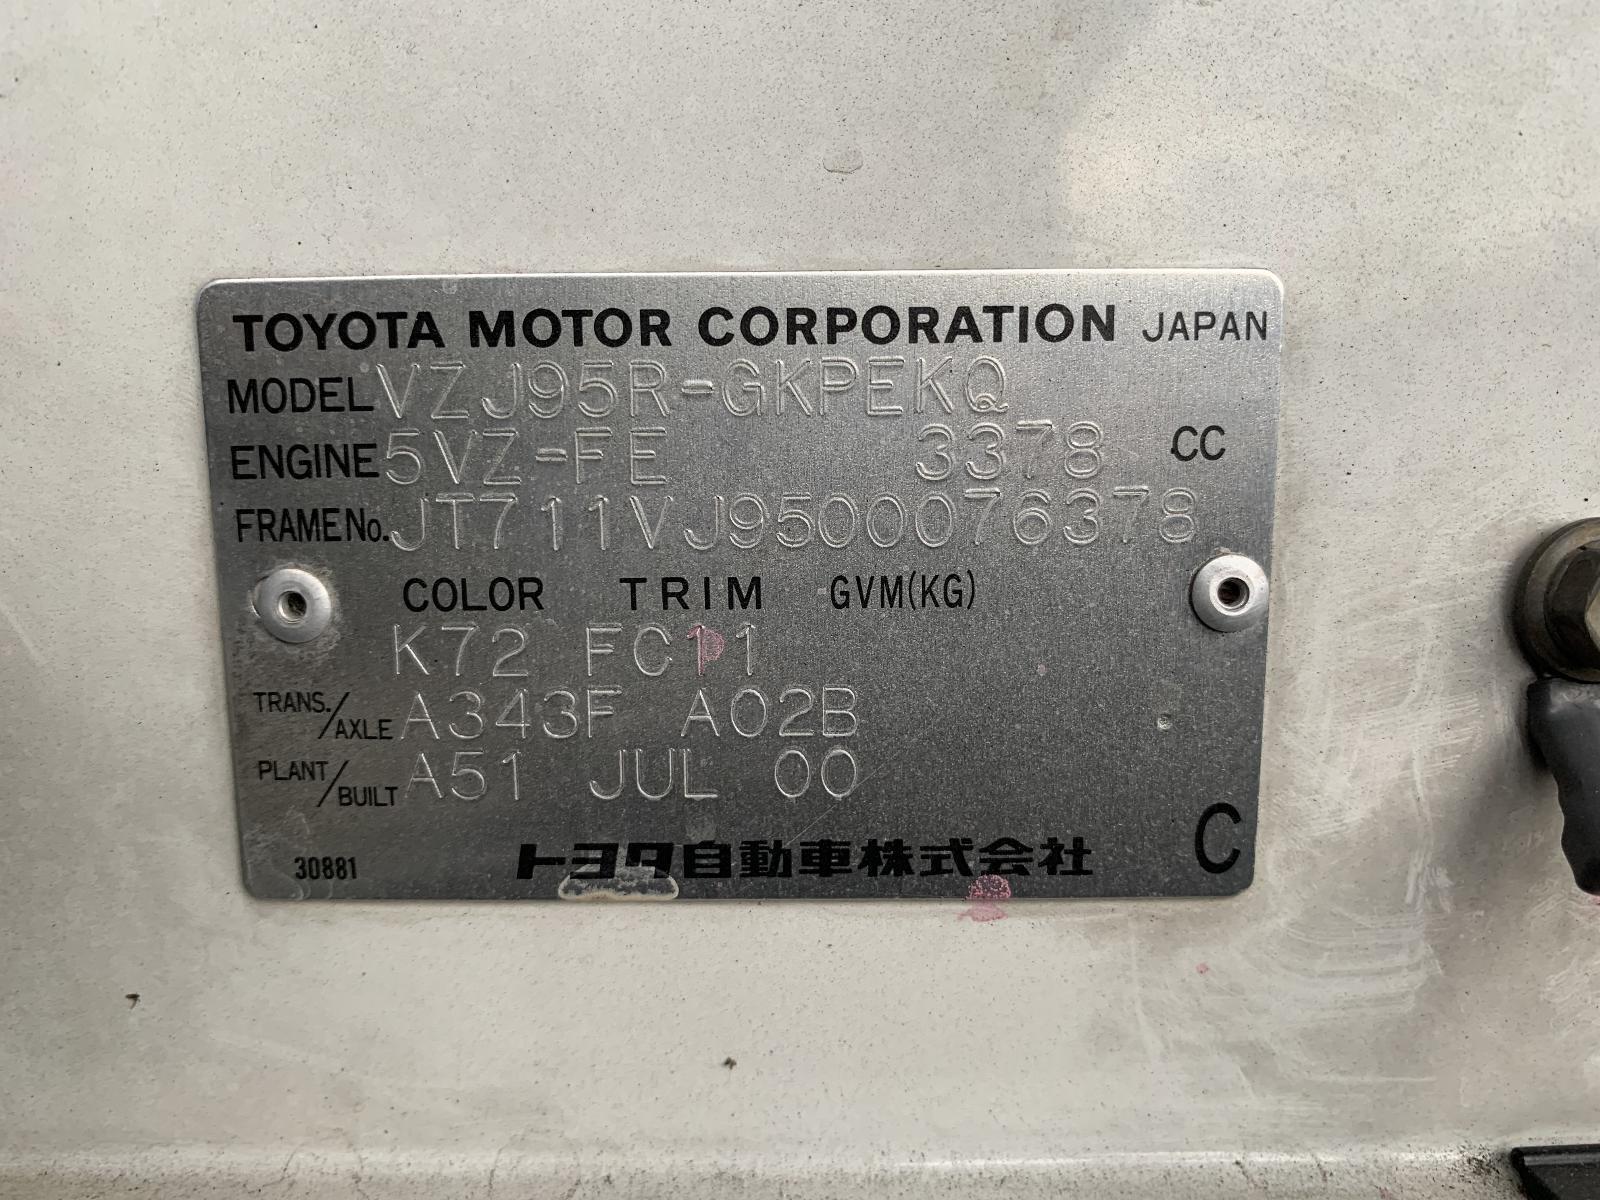 TOYOTA MOTOR CORPORATION JAPAN
MODEL VZJ95R-GKPEKQ
ENGINE 5VZ-FE 3378 CC
FRAME No. JT711VJ9500076378
COLOR TRIM GVM(KG)
K72 FC11
TRANS./AXLE A343F A02B
PLANT/BUILT A51 JUL 00
30881 トヨタ自動車株式会社 C